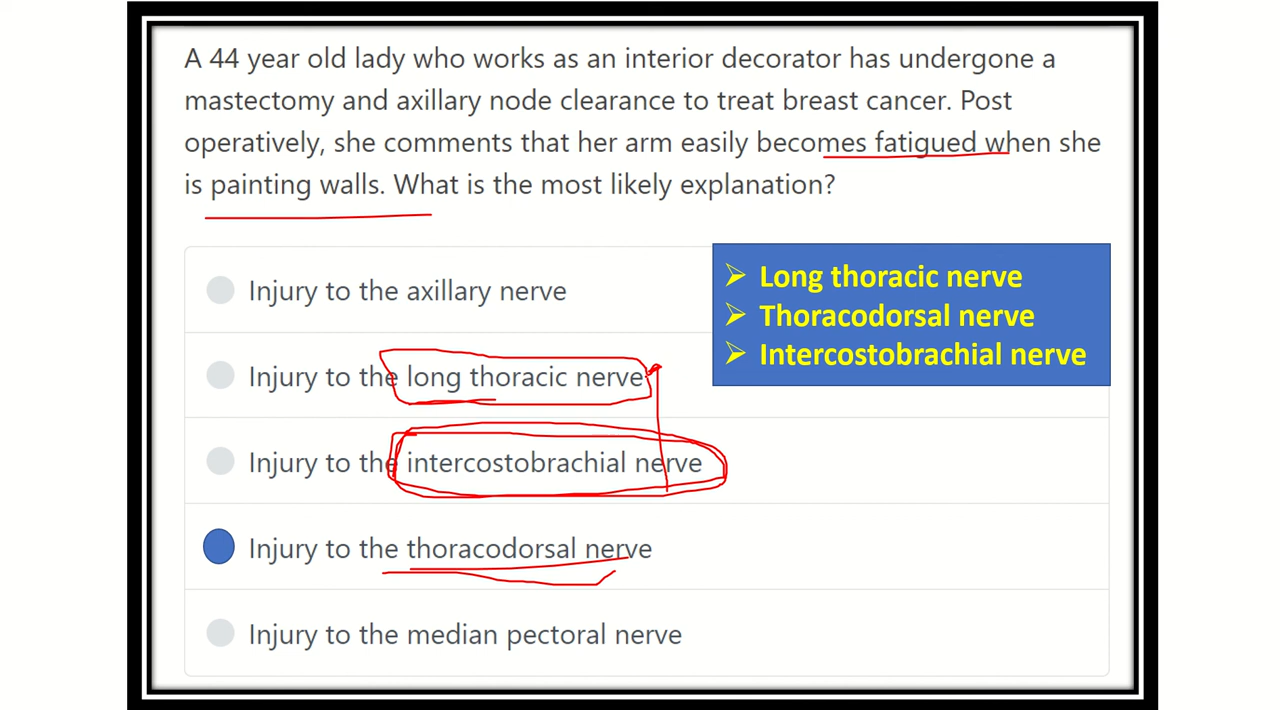 A 44 year old lady who works as an interior decorator has undergone a
mastectomy and axillary node clearance to treat breast cancer. Post
operatively, she comments that her arm easily becomes fatigued when she
is painting walls. What is the most likely explanation?
Injury to the axillary nerve
Injury to the long thoracic nerve
Injury to the intercostobrachial nerve
Injury to the thoracodorsal nerve
Injury to the median pectoral nerve
➢ Long thoracic nerve
➢ Thoracodorsal nerve
➢ Intercostobrachial nerve